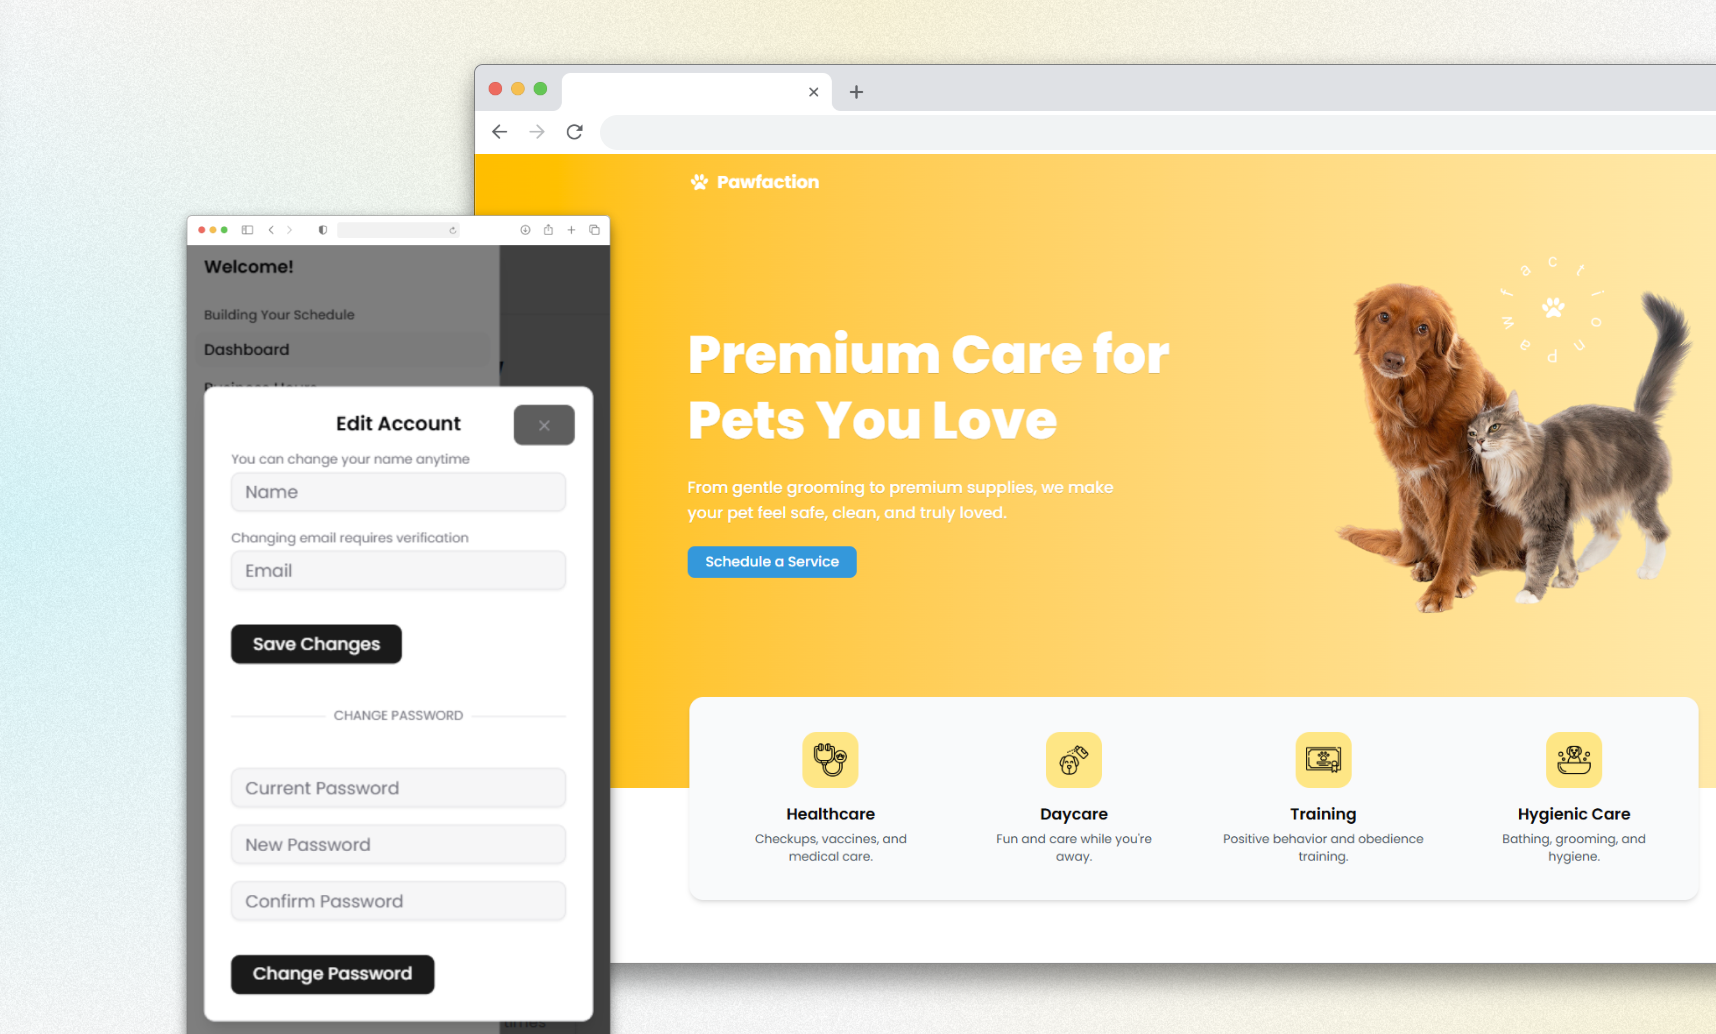 Pawfaction
Premium Care for
Pets You Love
From gentle grooming to premium supplies, we make
your pet feel safe, clean, and truly loved.
Schedule a Service
pawfaction
Healthcare
Checkups, vaccines, and
medical care.
Daycare
Fun and care while you're
away.
Training
Positive behavior and obedience
training.
Hygienic Care
Bathing, grooming, and
hygiene.
Welcome!
Building Your Schedule
Dashboard
Business Hours
Edit Account
You can change your name anytime
Name
Changing email requires verification
Email
Save Changes
CHANGE PASSWORD
Current Password
New Password
Confirm Password
Change Password
times